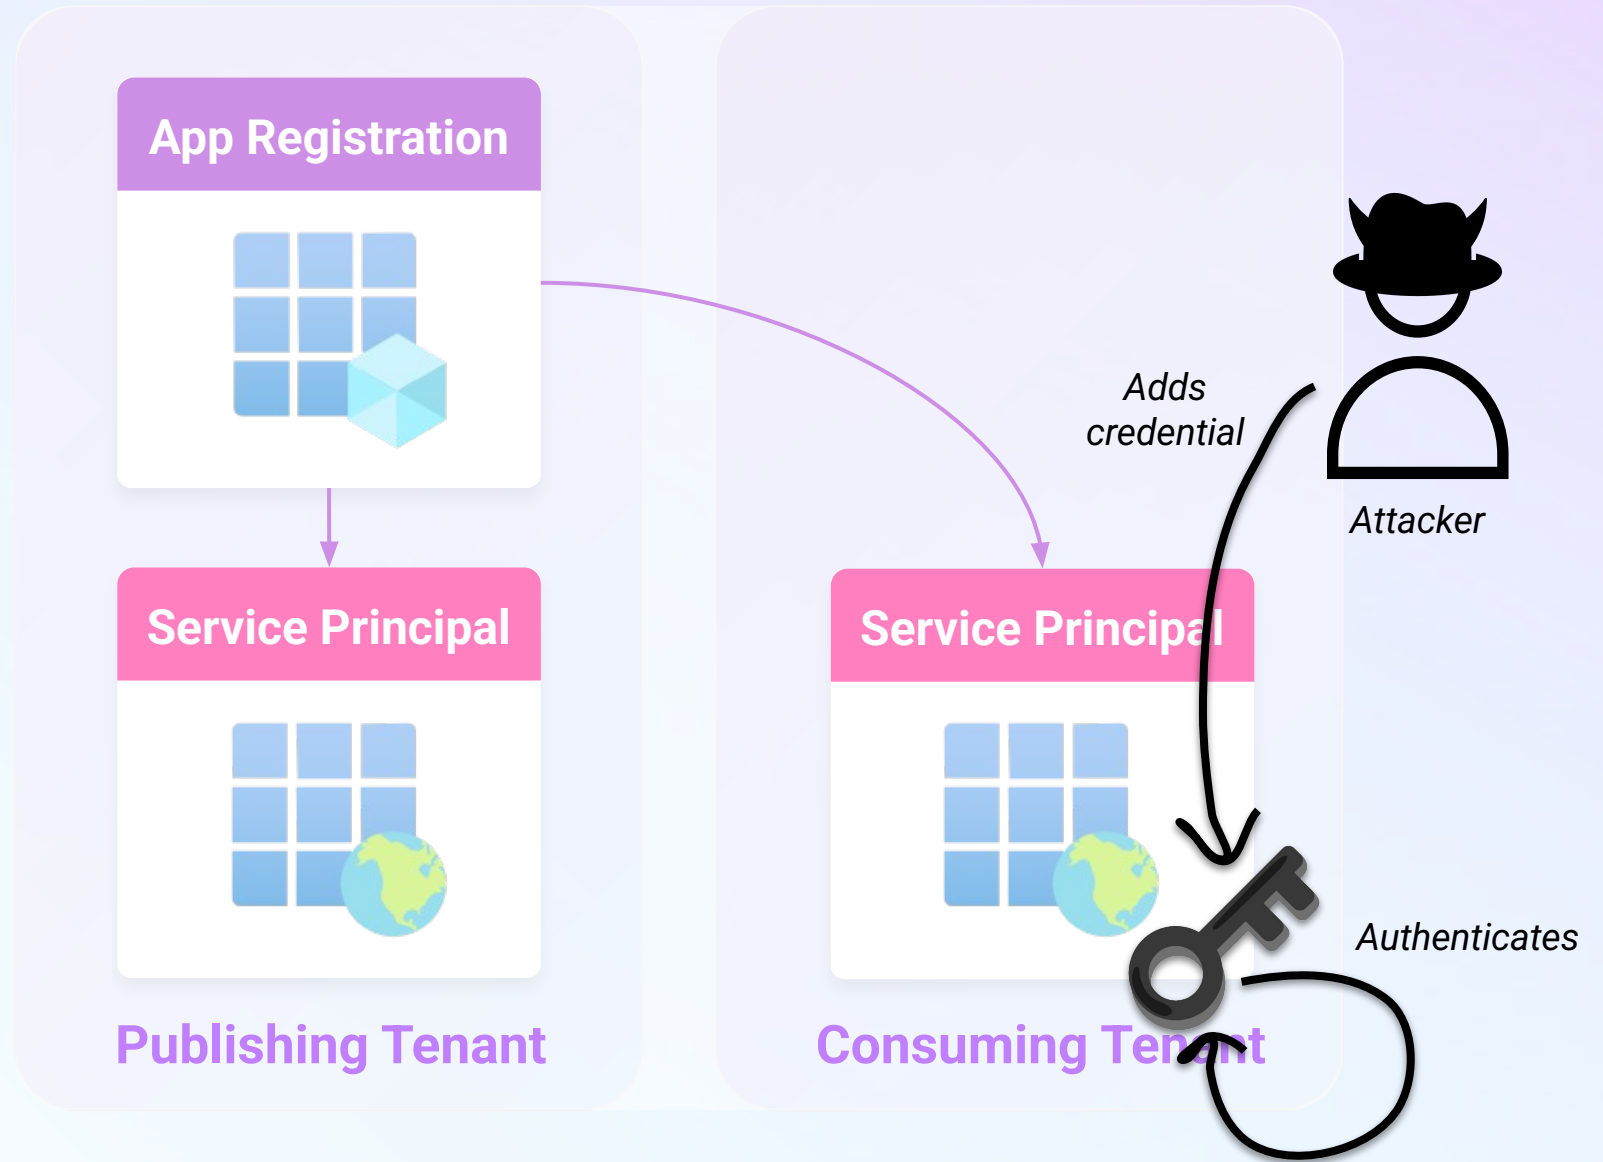 App Registration
Adds
credential
Attacker
Service Principal
Service Principal
Authenticates
Publishing Tenant
Consuming Tenant